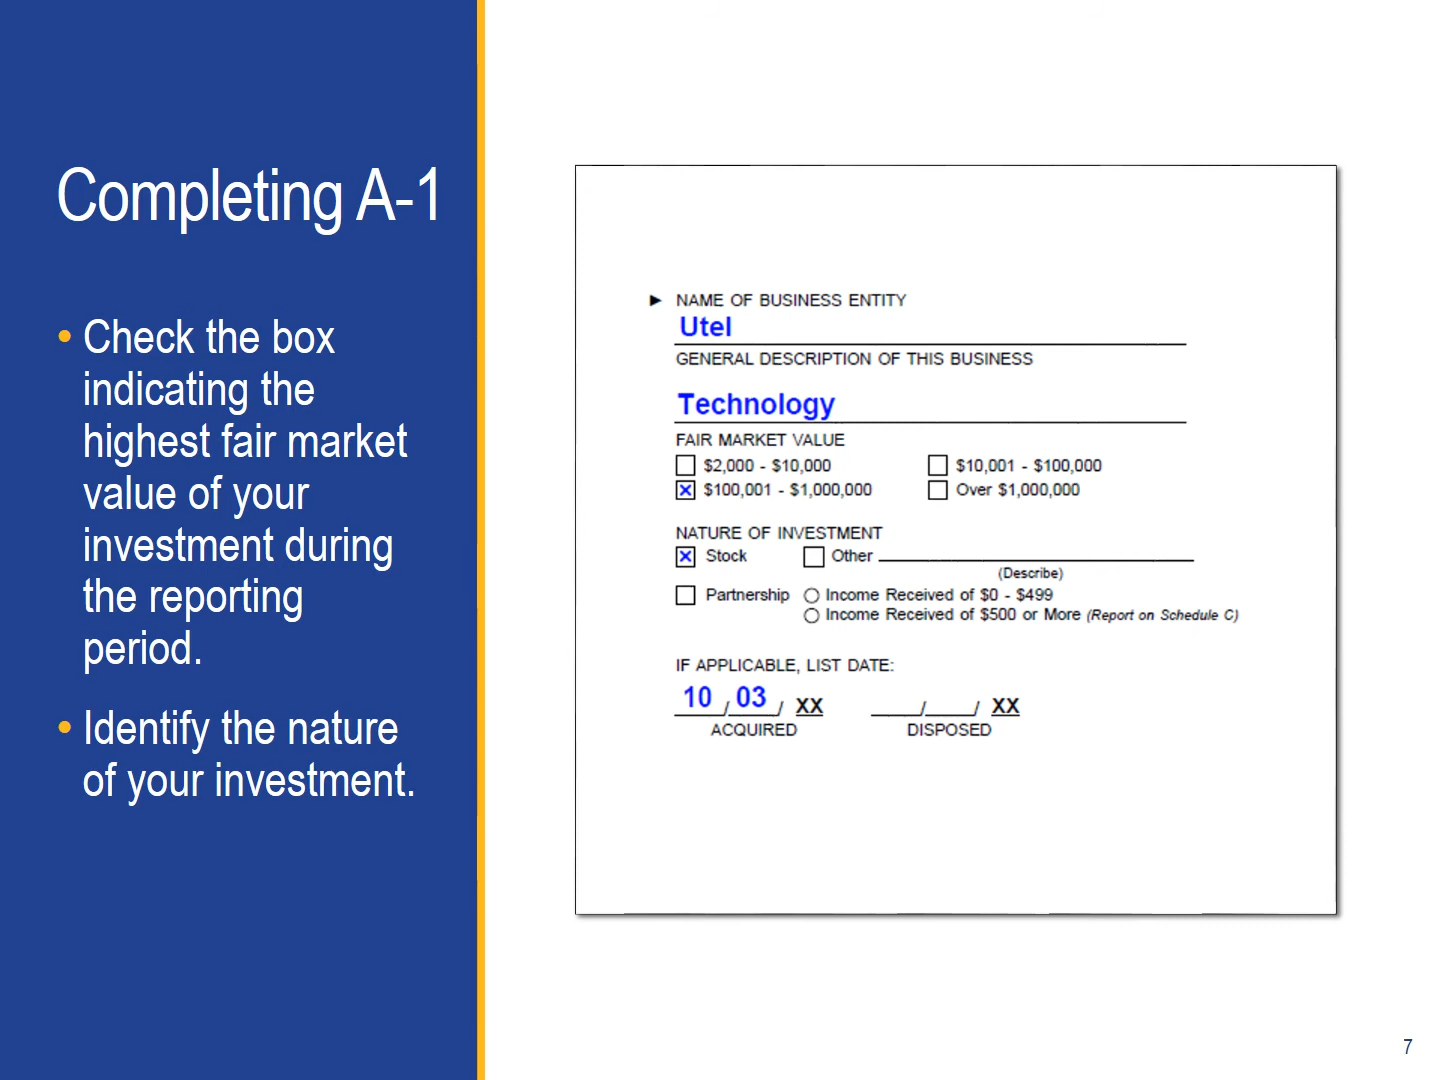 Completing A-1
• Check the box
indicating the
highest fair market
value of your
investment during
the reporting
period.
• Identify the nature
of your investment.
► NAME OF BUSINESS ENTITY
Utel
GENERAL DESCRIPTION OF THIS BUSINESS
Technology
FAIR MARKET VALUE
$2,000 - $10,000 $10,001 - $100,000
☒ $100,001 - $1,000,000 Over $1,000,000
NATURE OF INVESTMENT
☒ Stock Other
(Describe)
Partnership Income Received of $0 - $499
Income Received of $500 or More (Report on Schedule C)
IF APPLICABLE, LIST DATE:
10 / 03 / XX / / XX
ACQUIRED DISPOSED
7